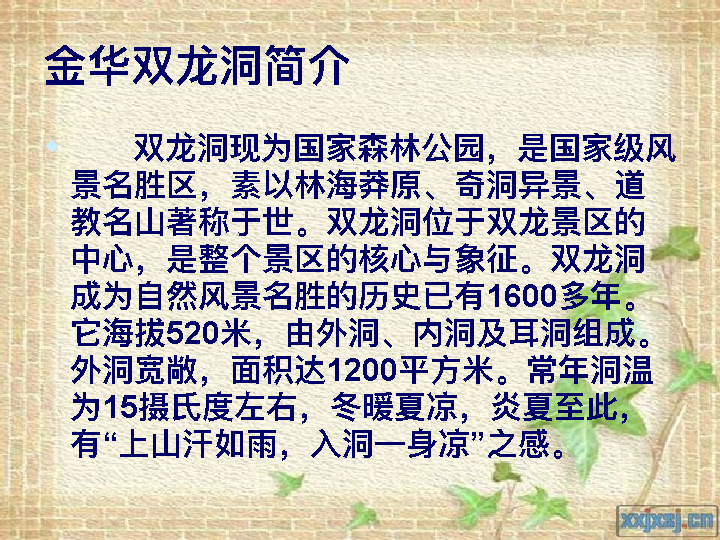 金华双龙洞简介
双龙洞现为国家森林公园，是国家级风
景名胜区，素以林海莽原、奇洞异景、道
教名山著称于世。双龙洞位于双龙景区的
中心，是整个景区的核心与象征。双龙洞
成为自然风景名胜的历史已有1600多年。
它海拔520米，由外洞、内洞及耳洞组成。
外洞宽敞，面积达1200平方米。常年洞温
为15摄氏度左右，冬暖夏凉，炎夏至此，
有“上山汗如雨，入洞一身凉”之感。
xxjxsj.cn